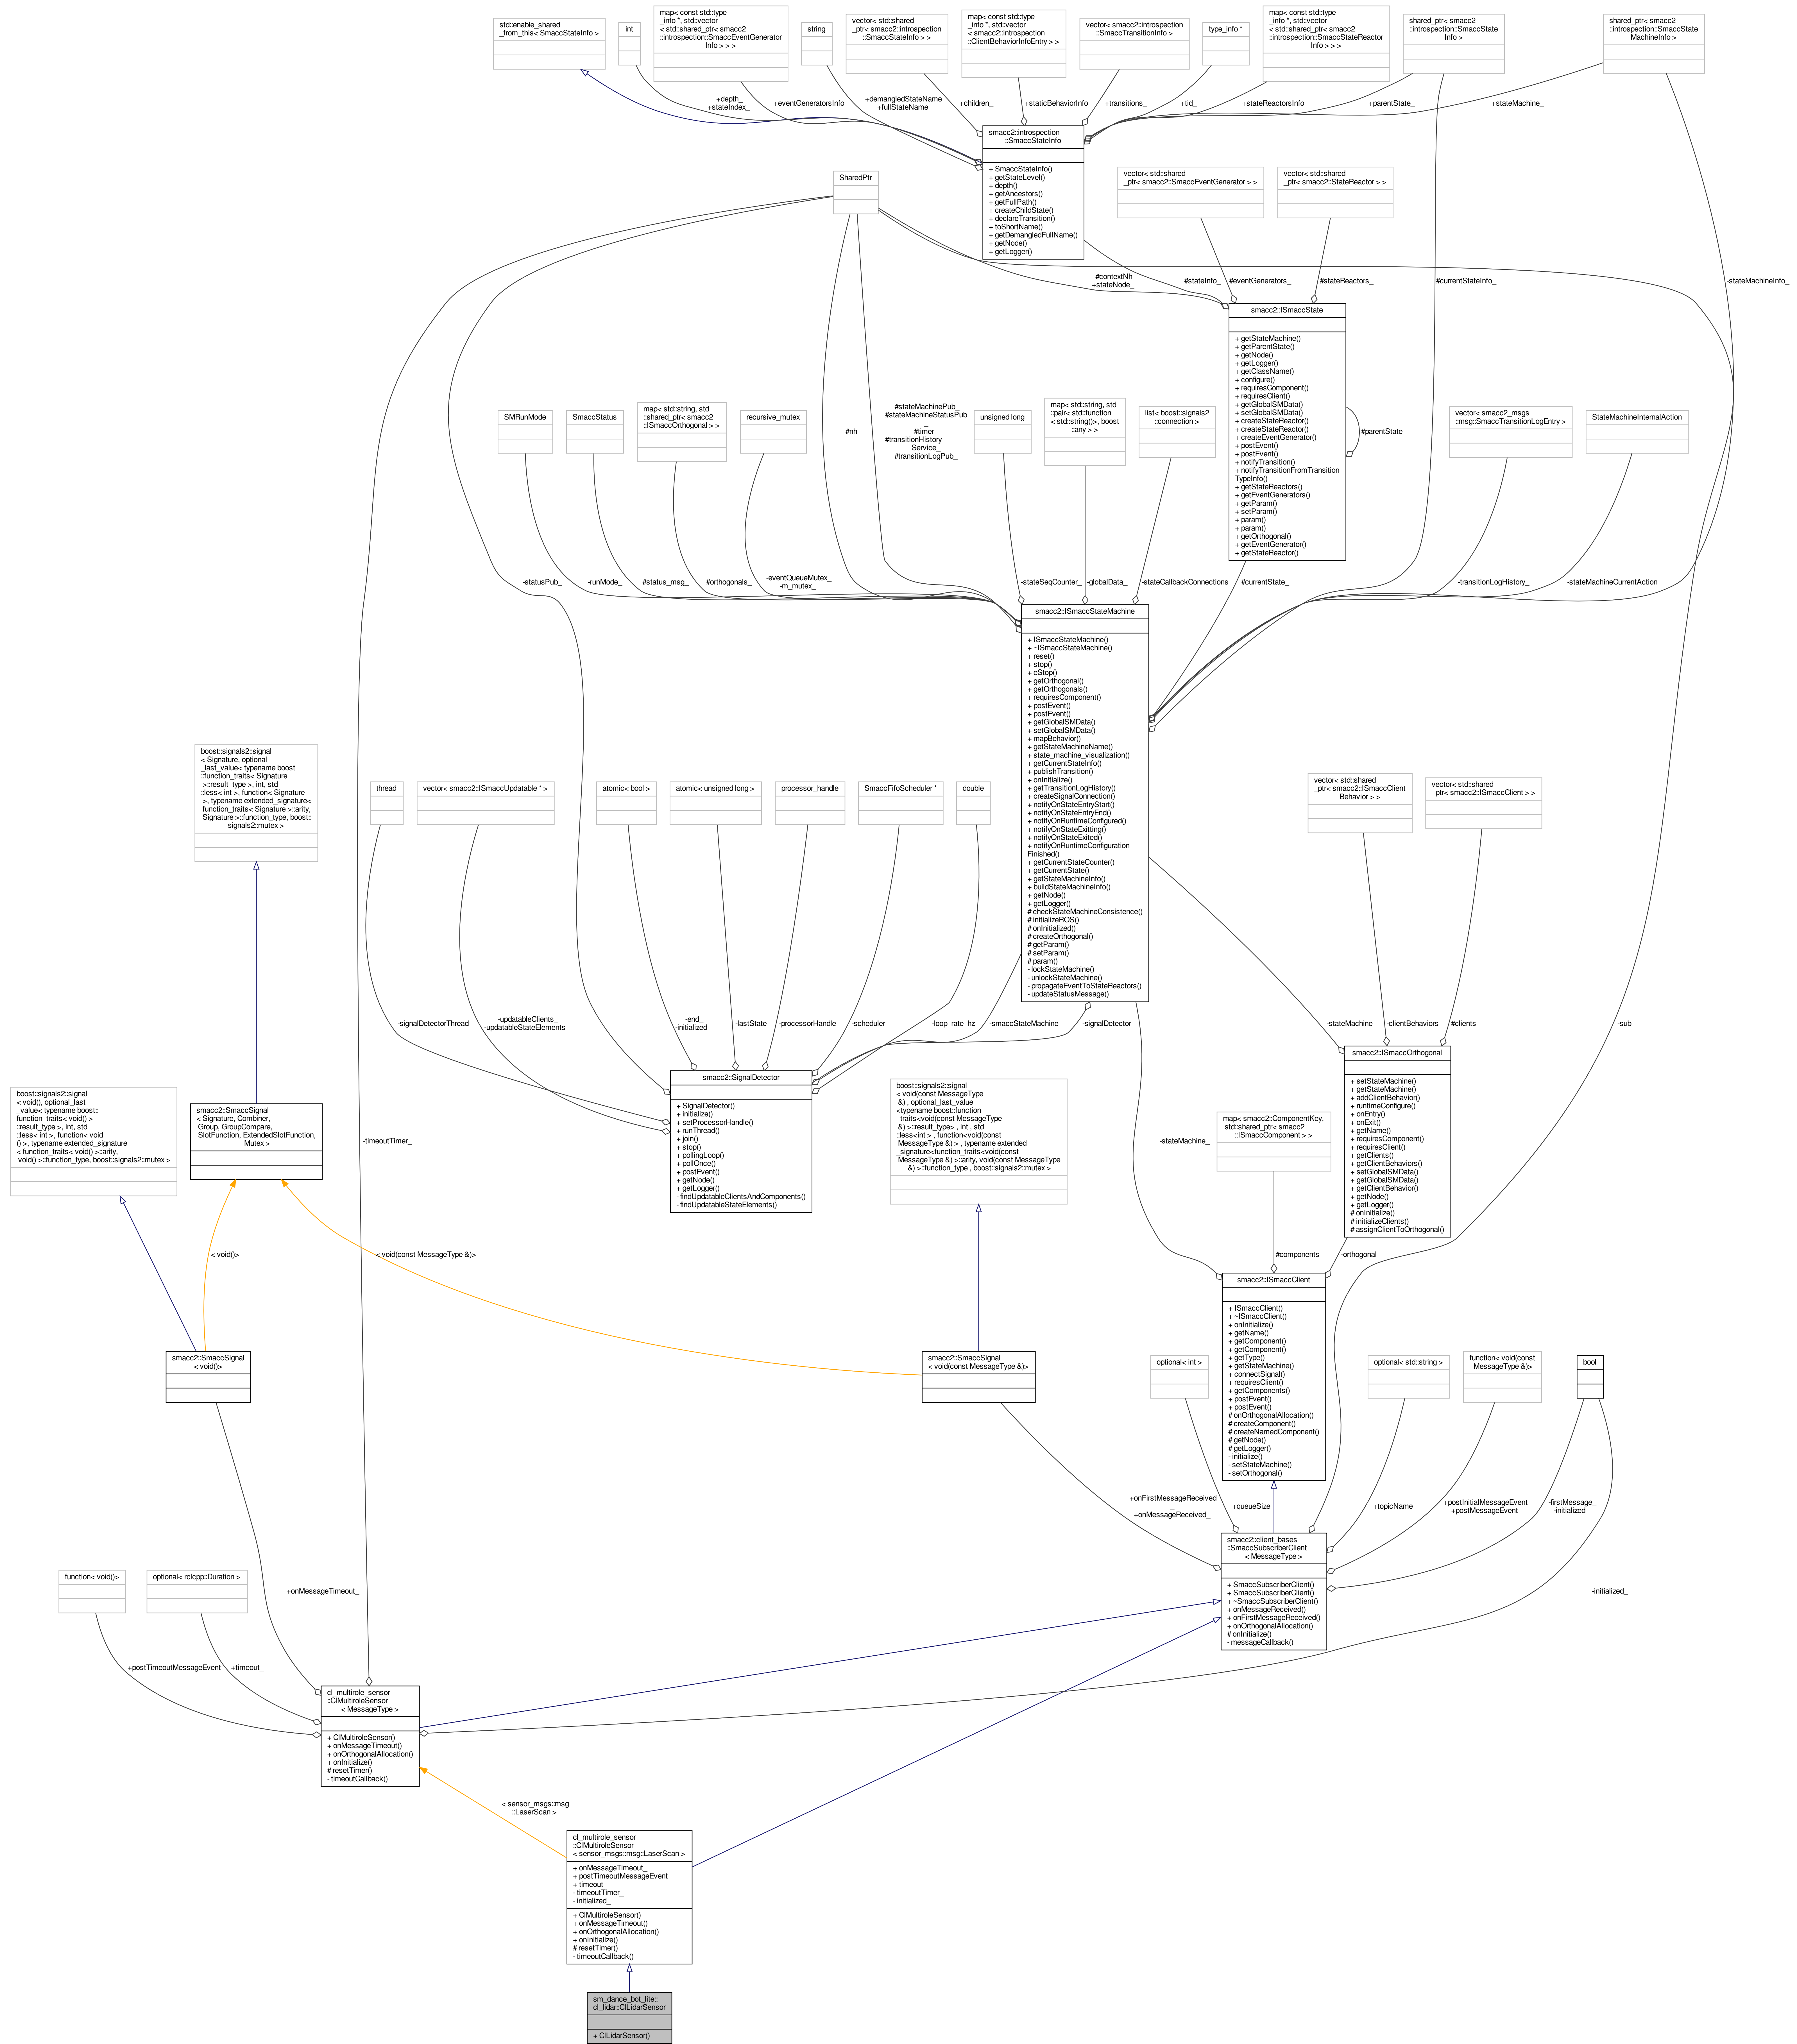 std::enable_shared
_from_this< SmaccStateInfo >
int
map< const std::type
_info *, std::vector
< std::shared_ptr< smacc2
::introspection::SmaccEventGenerator
Info > > >
string
vector< std::shared
_ptr< smacc2::introspection
::SmaccStateInfo > >
map< const std::type
_info *, std::vector
< smacc2::introspection
::ClientBehaviorInfoEntry > >
vector< smacc2::introspection
::SmaccTransitionInfo >
type_info *
map< const std::type
_info *, std::vector
< std::shared_ptr< smacc2
::introspection::SmaccStateReactor
Info > > >
shared_ptr< smacc2
::introspection::SmaccState
Info >
shared_ptr< smacc2
::introspection::SmaccState
MachineInfo >
+depth_
+stateIndex_
+eventGeneratorsInfo
+demangledStateName
+fullStateName
+children_
+staticBehaviorInfo
+transitions_
+tid_
+stateReactorsInfo
+parentState_
+stateMachine_
smacc2::introspection
::SmaccStateInfo
+ SmaccStateInfo()
+ getStateLevel()
+ depth()
+ getAncestors()
+ getFullPath()
+ createChildState()
+ declareTransition()
+ toShortName()
+ getDemangledFullName()
+ getNode()
+ getLogger()
SharedPtr
vector< std::shared
_ptr< smacc2::SmaccEventGenerator > >
vector< std::shared
_ptr< smacc2::StateReactor > >
#contextNh
+stateNode_
#stateInfo_
#eventGenerators_
#stateReactors_
#currentStateInfo_
-stateMachineInfo_
smacc2::ISmaccState
+ getStateMachine()
+ getParentState()
+ getNode()
+ getLogger()
+ getClassName()
+ configure()
+ requiresComponent()
+ requiresClient()
+ getGlobalSMData()
+ setGlobalSMData()
+ createStateReactor()
+ createStateReactor()
+ createEventGenerator()
+ postEvent()
+ postEvent()
+ notifyTransition()
+ notifyTransitionFromTransition
TypeInfo()
+ getStateReactors()
+ getEventGenerators()
+ getParam()
+ setParam()
+ param()
+ param()
+ getOrthogonal()
+ getEventGenerator()
+ getStateReactor()
#parentState_
SMRunMode
SmaccStatus
map< std::string, std
::shared_ptr< smacc2
::ISmaccOrthogonal > >
recursive_mutex
#nh_
#stateMachinePub_
#stateMachineStatusPub
_
#timer_
#transitionHistory
Service_
#transitionLogPub_
unsigned long
map< std::string, std
::pair< std::function
< std::string()>, boost
::any > >
list< boost::signals2
::connection >
vector< smacc2_msgs
::msg::SmaccTransitionLogEntry >
StateMachineInternalAction
-statusPub_
-runMode_
#status_msg_
#orthogonals_
-eventQueueMutex_
-m_mutex_
-stateSeqCounter_
-globalData_
-stateCallbackConnections
#currentState_
-transitionLogHistory_
-stateMachineCurrentAction
smacc2::ISmaccStateMachine
+ ISmaccStateMachine()
+ ~ISmaccStateMachine()
+ reset()
+ stop()
+ eStop()
+ getOrthogonal()
+ getOrthogonals()
+ requiresComponent()
+ postEvent()
+ postEvent()
+ getGlobalSMData()
+ setGlobalSMData()
+ mapBehavior()
+ getStateMachineName()
+ state_machine_visualization()
+ getCurrentStateInfo()
+ publishTransition()
+ onInitialize()
+ getTransitionLogHistory()
+ createSignalConnection()
+ notifyOnStateEntryStart()
+ notifyOnStateEntryEnd()
+ notifyOnRuntimeConfigured()
+ notifyOnStateExitting()
+ notifyOnStateExited()
+ notifyOnRuntimeConfiguration
Finished()
+ getCurrentStateCounter()
+ getCurrentState()
+ getStateMachineInfo()
+ buildStateMachineInfo()
+ getNode()
+ getLogger()
# checkStateMachineConsistence()
# initializeROS()
# onInitialized()
# createOrthogonal()
# getParam()
# setParam()
# param()
- lockStateMachine()
- unlockStateMachine()
- propagateEventToStateReactors()
- updateStatusMessage()
boost::signals2::signal
< Signature, optional
_last_value< typename boost
::function_traits< Signature
>::result_type >, int, std
::less< int >, function< Signature
>, typename extended_signature<
function_traits< Signature >::arity,
Signature >::function_type, boost::
signals2::mutex >
thread
vector< smacc2::ISmaccUpdatable * >
atomic< bool >
atomic< unsigned long >
processor_handle
SmaccFifoScheduler *
double
vector< std::shared
_ptr< smacc2::ISmaccClient
Behavior > >
vector< std::shared
_ptr< smacc2::ISmaccClient > >
-signalDetectorThread_
-updatableClients_
-updatableStateElements_
-end_
-initialized_
-lastState_
-processorHandle_
-scheduler_
-loop_rate_hz
-smaccStateMachine_
-signalDetector_
-stateMachine_
-clientBehaviors_
#clients_
-sub_
smacc2::SignalDetector
+ SignalDetector()
+ initialize()
+ setProcessorHandle()
+ runThread()
+ join()
+ stop()
+ pollingLoop()
+ pollOnce()
+ postEvent()
+ getNode()
+ getLogger()
- findUpdatableClientsAndComponents()
- findUpdatableStateElements()
smacc2::ISmaccOrthogonal
+ setStateMachine()
+ getStateMachine()
+ addClientBehavior()
+ runtimeConfigure()
+ onEntry()
+ onExit()
+ getName()
+ requiresComponent()
+ requiresClient()
+ getClients()
+ getClientBehaviors()
+ setGlobalSMData()
+ getGlobalSMData()
+ getClientBehavior()
+ getNode()
+ getLogger()
# onInitialize()
# initializeClients()
# assignClientToOrthogonal()
boost::signals2::signal
< void(), optional_last
_value< typename boost::
function_traits< void() >
::result_type >, int, std
::less< int >, function< void
() >, typename extended_signature
< function_traits< void() >::arity,
void() >::function_type, boost::signals2::mutex >
smacc2::SmaccSignal
< Signature, Combiner,
Group, GroupCompare,
SlotFunction, ExtendedSlotFunction,
Mutex >
boost::signals2::signal
< void(const MessageType
&) , optional_last_value
<typename boost::function
_traits<void(const MessageType
&) >::result_type> , int , std
::less<int > , function<void(const
MessageType &) > , typename extended
_signature<function_traits<void(const
MessageType &) >::arity, void(const MessageType
&) >::function_type , boost::signals2::mutex >
map< smacc2::ComponentKey,
std::shared_ptr< smacc2
::ISmaccComponent > >
-timeoutTimer_
-stateMachine_
< void()>
< void(const MessageType &)>
#components_
-orthogonal_
smacc2::ISmaccClient
+ ISmaccClient()
+ ~ISmaccClient()
+ onInitialize()
+ getName()
+ getComponent()
+ getComponent()
+ getType()
+ getStateMachine()
+ connectSignal()
+ requiresClient()
+ getComponents()
+ postEvent()
+ postEvent()
# onOrthogonalAllocation()
# createComponent()
# createNamedComponent()
# getNode()
# getLogger()
- initialize()
- setStateMachine()
- setOrthogonal()
smacc2::SmaccSignal
< void()>
smacc2::SmaccSignal
< void(const MessageType &)>
optional< int >
optional< std::string >
function< void(const
MessageType &)>
bool
+onFirstMessageReceived
_
+onMessageReceived_
+queueSize
+topicName
+postInitialMessageEvent
+postMessageEvent
-firstMessage_
-initialized_
smacc2::client_bases
::SmaccSubscriberClient
< MessageType >
+ SmaccSubscriberClient()
+ SmaccSubscriberClient()
+ ~SmaccSubscriberClient()
+ onMessageReceived()
+ onFirstMessageReceived()
+ onOrthogonalAllocation()
# onInitialize()
- messageCallback()
function< void()>
optional< rclcpp::Duration >
+onMessageTimeout_
-initialized_
+postTimeoutMessageEvent
+timeout_
cl_multirole_sensor
::ClMultiroleSensor
< MessageType >
+ ClMultiroleSensor()
+ onMessageTimeout()
+ onOrthogonalAllocation()
+ onInitialize()
# resetTimer()
- timeoutCallback()
< sensor_msgs::msg
::LaserScan >
cl_multirole_sensor
::ClMultiroleSensor
< sensor_msgs::msg::LaserScan >
+ onMessageTimeout_
+ postTimeoutMessageEvent
+ timeout_
- timeoutTimer_
- initialized_
+ ClMultiroleSensor()
+ onMessageTimeout()
+ onOrthogonalAllocation()
+ onInitialize()
# resetTimer()
- timeoutCallback()
sm_dance_bot_lite::
cl_lidar::ClLidarSensor
+ ClLidarSensor()